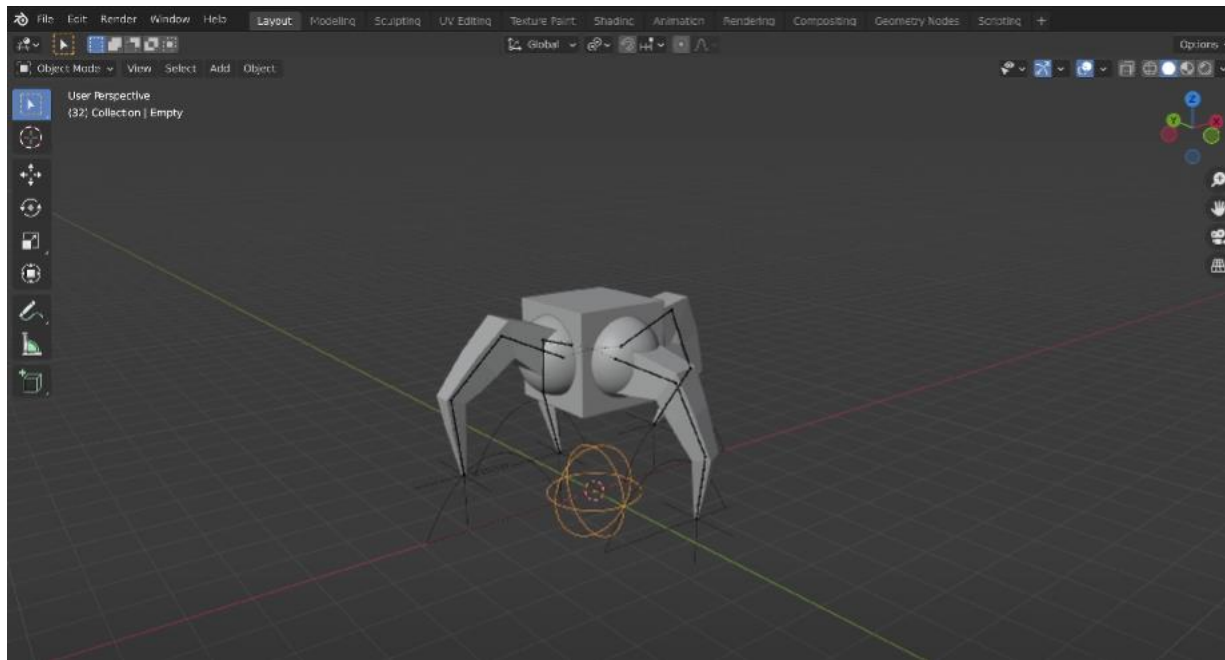 File Edit Render Window Help Layout Modeling Sculpting UV Editing Texture Paint Shading Animation Rendering Compositing Geometry Nodes Scripting +
Global Options
Object Mode View Select Add Object
User Perspective
(32) Collection | Empty
Z
Y X